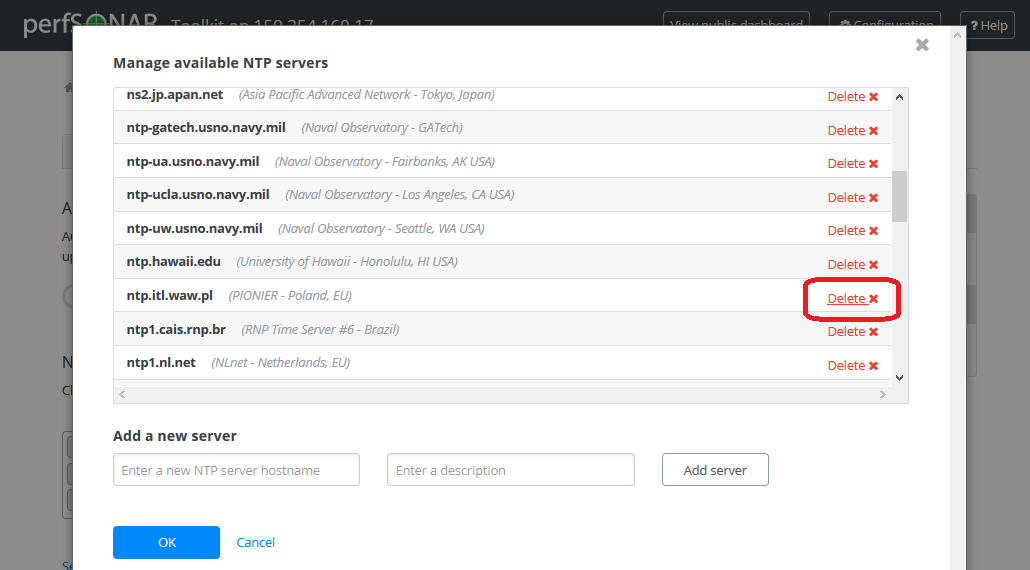 perfSONAR Toolkit on 150.254.160.17
View public dashboard
Configuration
? Help
Manage available NTP servers
ns2.jp.apan.net (Asia Pacific Advanced Network - Tokyo, Japan) Delete ✖
ntp-gatech.usno.navy.mil (Naval Observatory - GATech) Delete ✖
ntp-ua.usno.navy.mil (Naval Observatory - Fairbanks, AK USA) Delete ✖
ntp-ucla.usno.navy.mil (Naval Observatory - Los Angeles, CA USA) Delete ✖
ntp-uw.usno.navy.mil (Naval Observatory - Seattle, WA USA) Delete ✖
ntp.hawaii.edu (University of Hawaii - Honolulu, HI USA) Delete ✖
ntp.itl.waw.pl (PIONIER - Poland, EU) Delete ✖
ntp1.cais.rnp.br (RNP Time Server #6 - Brazil) Delete ✖
ntp1.nl.net (NLnet - Netherlands, EU) Delete ✖
Add a new server
Enter a new NTP server hostname
Enter a description
Add server
OK
Cancel